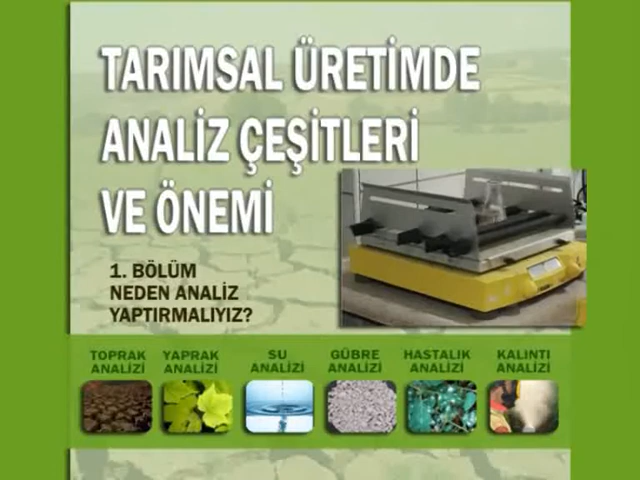 TARIMSAL ÜRETİMDE
ANALİZ ÇEŞİTLERİ
VE ÖNEMİ
1. BÖLÜM
NEDEN ANALİZ
YAPTIRMALIYIZ?
TOPRAK
ANALİZİ
YAPRAK
ANALİZİ
SU
ANALİZİ
GÜBRE
ANALİZİ
HASTALIK
ANALİZİ
KALINTI
ANALİZİ